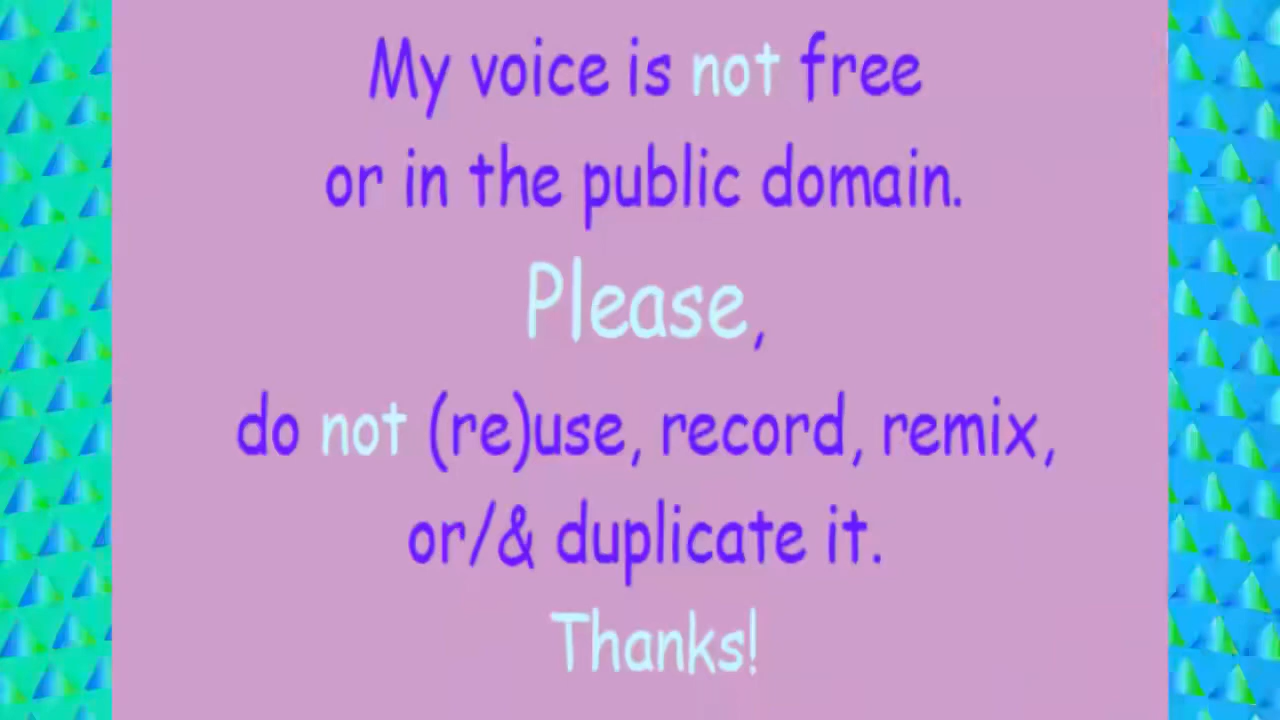 My voice is not free
or in the public domain.
Please,
do not (re)use, record, remix,
or/& duplicate it.
Thanks!